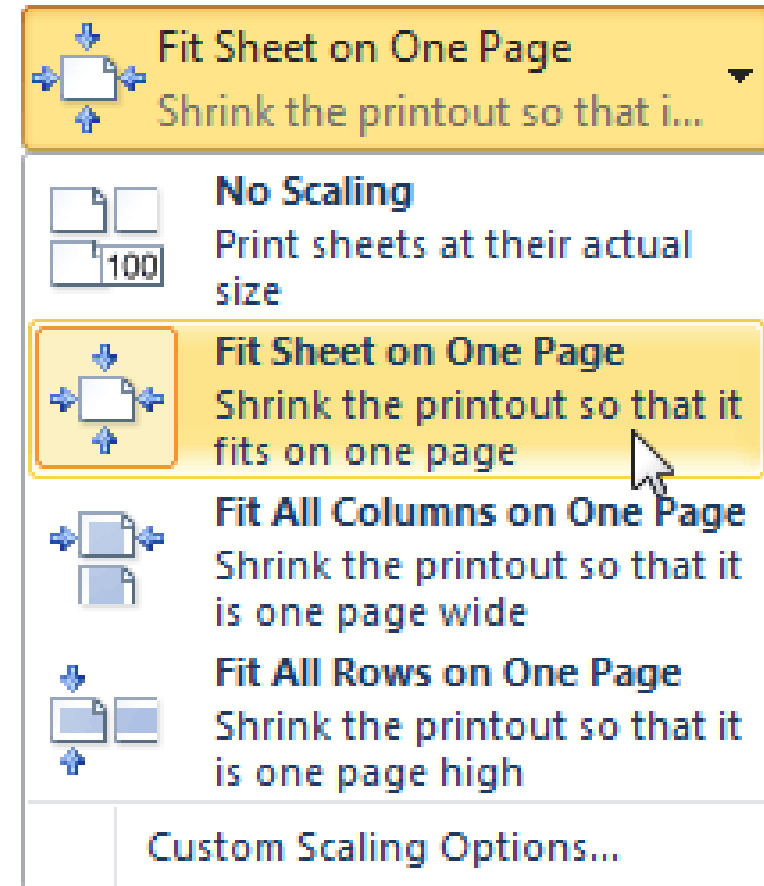 Fit Sheet on One Page
Shrink the printout so that i...
No Scaling
Print sheets at their actual
size
100
Fit Sheet on One Page
Shrink the printout so that it
fits on one page
Fit All Columns on One Page
Shrink the printout so that it
is one page wide
Fit All Rows on One Page
Shrink the printout so that it
is one page high
Custom Scaling Options...